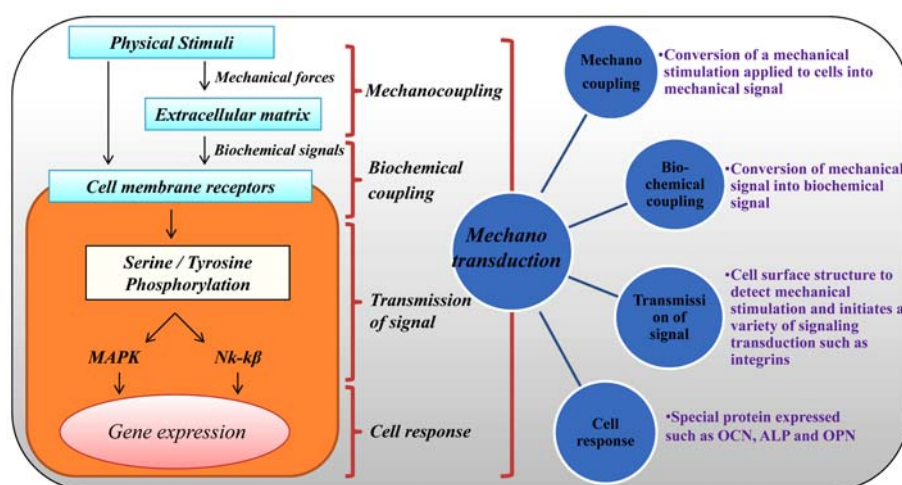 Physical Stimuli
Mechanical forces
Extracellular matrix
Biochemical signals
Cell membrane receptors
Serine / Tyrosine
Phosphorylation
MAPK
Nk-kβ
Gene expression
Mechanocoupling
Biochemical
coupling
Transmission
of signal
Cell response
Mechano
transduction
Mechano
coupling
•Conversion of a mechanical
stimulation applied to cells into
mechanical signal
Bio-
chemical
coupling
•Conversion of mechanical
signal into biochemical
signal
Transmissi
on of
signal
•Cell surface structure to
detect mechanical
stimulation and initiates a
variety of signaling
transduction such as
integrins
Cell
response
•Special protein expressed
such as OCN, ALP and OPN